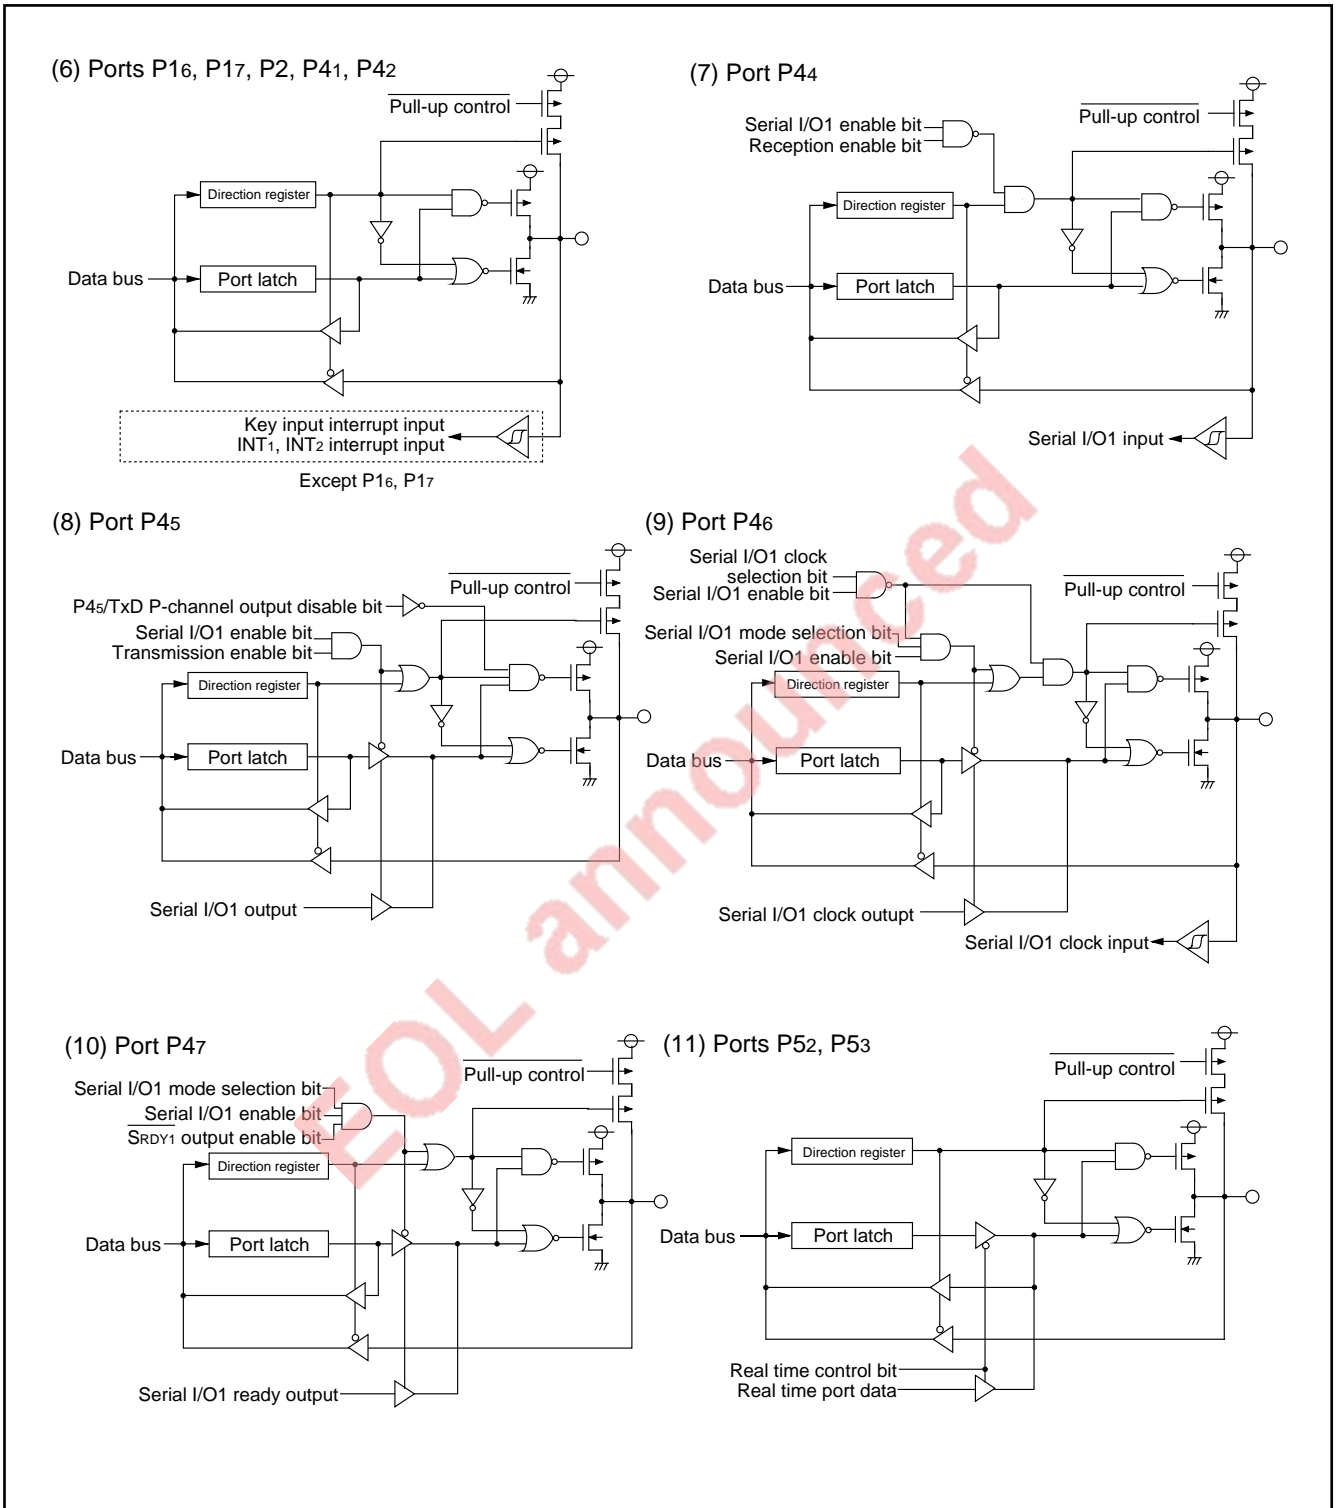 (6) Ports P16, P17, P2, P41, P42
Pull-up control
Direction register
Data bus
Port latch
Key input interrupt input
INT1, INT2 interrupt input
Except P16, P17
(7) Port P44
Pull-up control
Serial I/O1 enable bit
Reception enable bit
Direction register
Data bus
Port latch
Serial I/O1 input
(8) Port P45
Pull-up control
P45/TxD P-channel output disable bit
Serial I/O1 enable bit
Transmission enable bit
Direction register
Data bus
Port latch
Serial I/O1 output
(9) Port P46
Serial I/O1 clock
selection bit
Serial I/O1 enable bit
Pull-up control
Serial I/O1 mode selection bit
Serial I/O1 enable bit
Direction register
Data bus
Port latch
Serial I/O1 clock outupt
Serial I/O1 clock input
(10) Port P47
Pull-up control
Serial I/O1 mode selection bit
Serial I/O1 enable bit
SRDY1 output enable bit
Direction register
Data bus
Port latch
Serial I/O1 ready output
(11) Ports P52, P53
Pull-up control
Direction register
Data bus
Port latch
Real time control bit
Real time port data
EOL announced